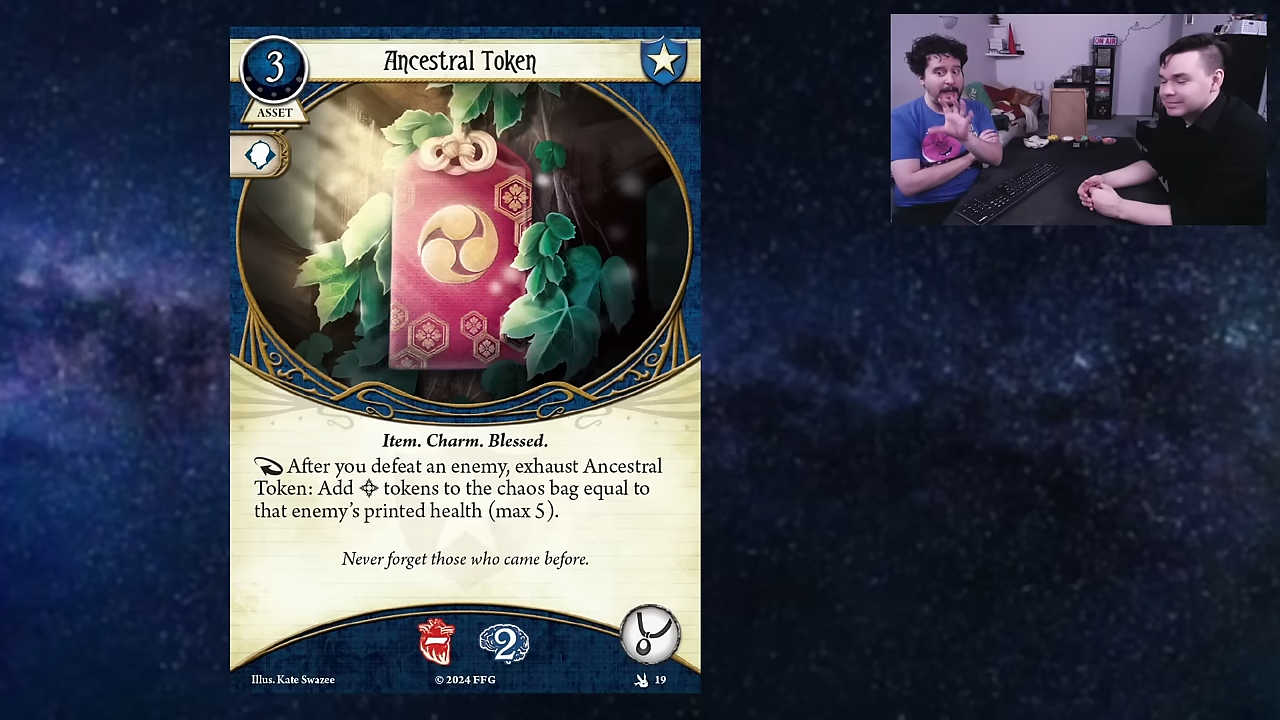 3
Ancestral Token
ASSET
Item. Charm. Blessed.
After you defeat an enemy, exhaust Ancestral
Token: Add tokens to the chaos bag equal to
that enemy's printed health (max 5).
Never forget those who came before.
2
Illus. Kate Swazee
© 2024 FFG
19
ON AIR